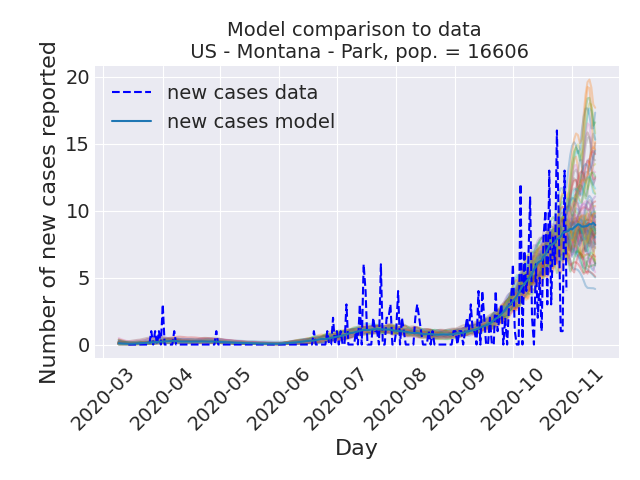 Model comparison to data
US - Montana - Park, pop. = 16606
new cases data
new cases model
Number of new cases reported
20
15
10
5
0
2020-03
2020-04
2020-05
2020-06
2020-07
2020-08
2020-09
2020-10
2020-11
Day